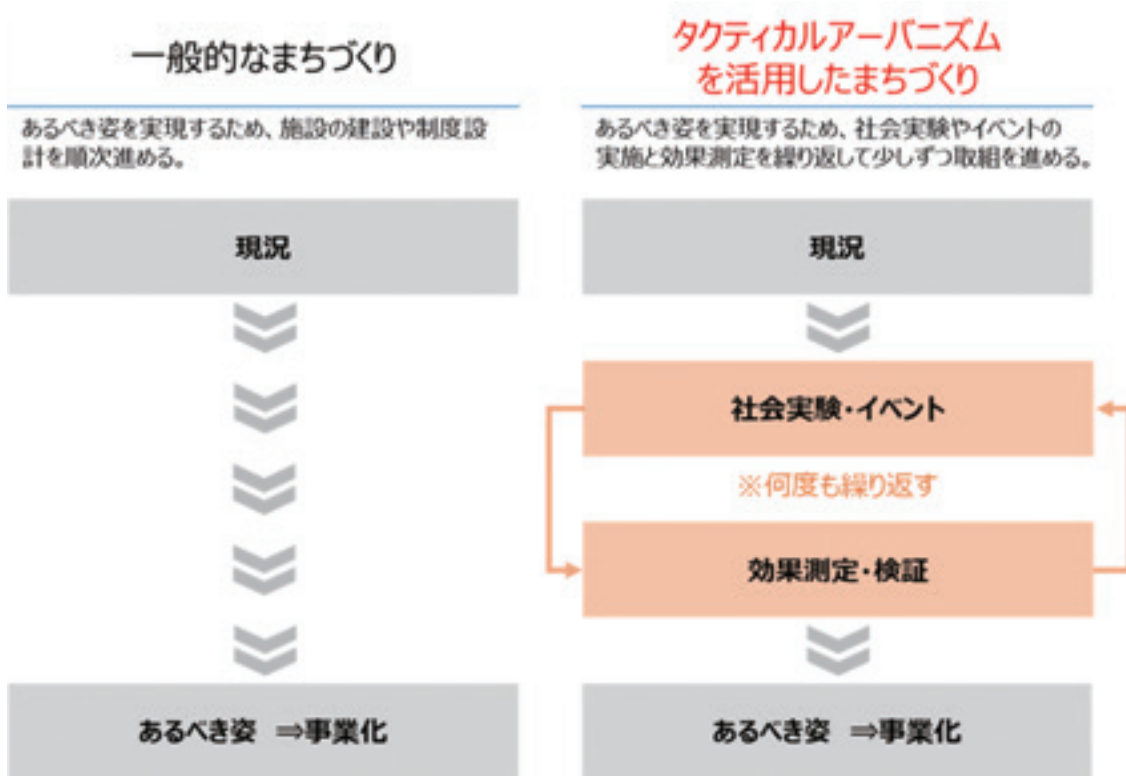 一般的なまちづくり
あるべき姿を実現するため、施設の建設や制度設
計を順次進める。
現況
あるべき姿 ⇒事業化
タクティカルアーバニズム
を活用したまちづくり
あるべき姿を実現するため、社会実験やイベントの
実施と効果測定を繰り返して少しずつ取組を進める。
現況
社会実験・イベント
※何度も繰り返す
効果測定・検証
あるべき姿 ⇒事業化